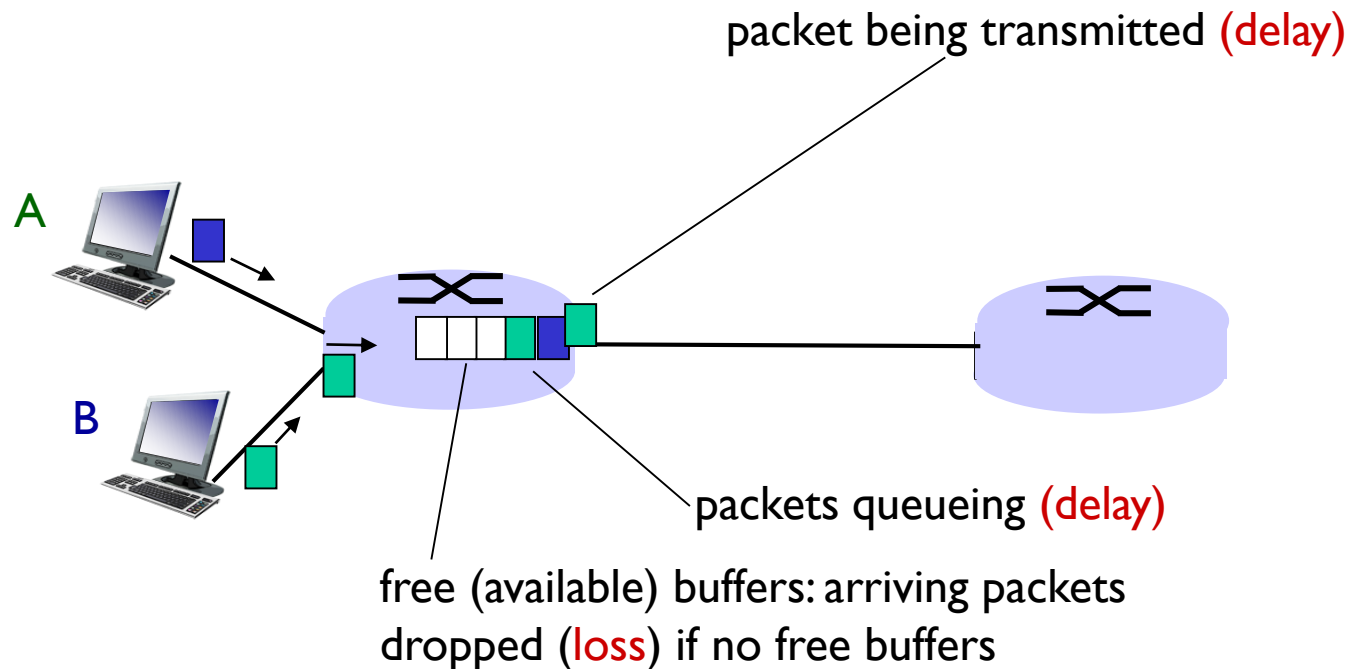 packet being transmitted (delay)
A
B
packets queueing (delay)
free (available) buffers: arriving packets
dropped (loss) if no free buffers